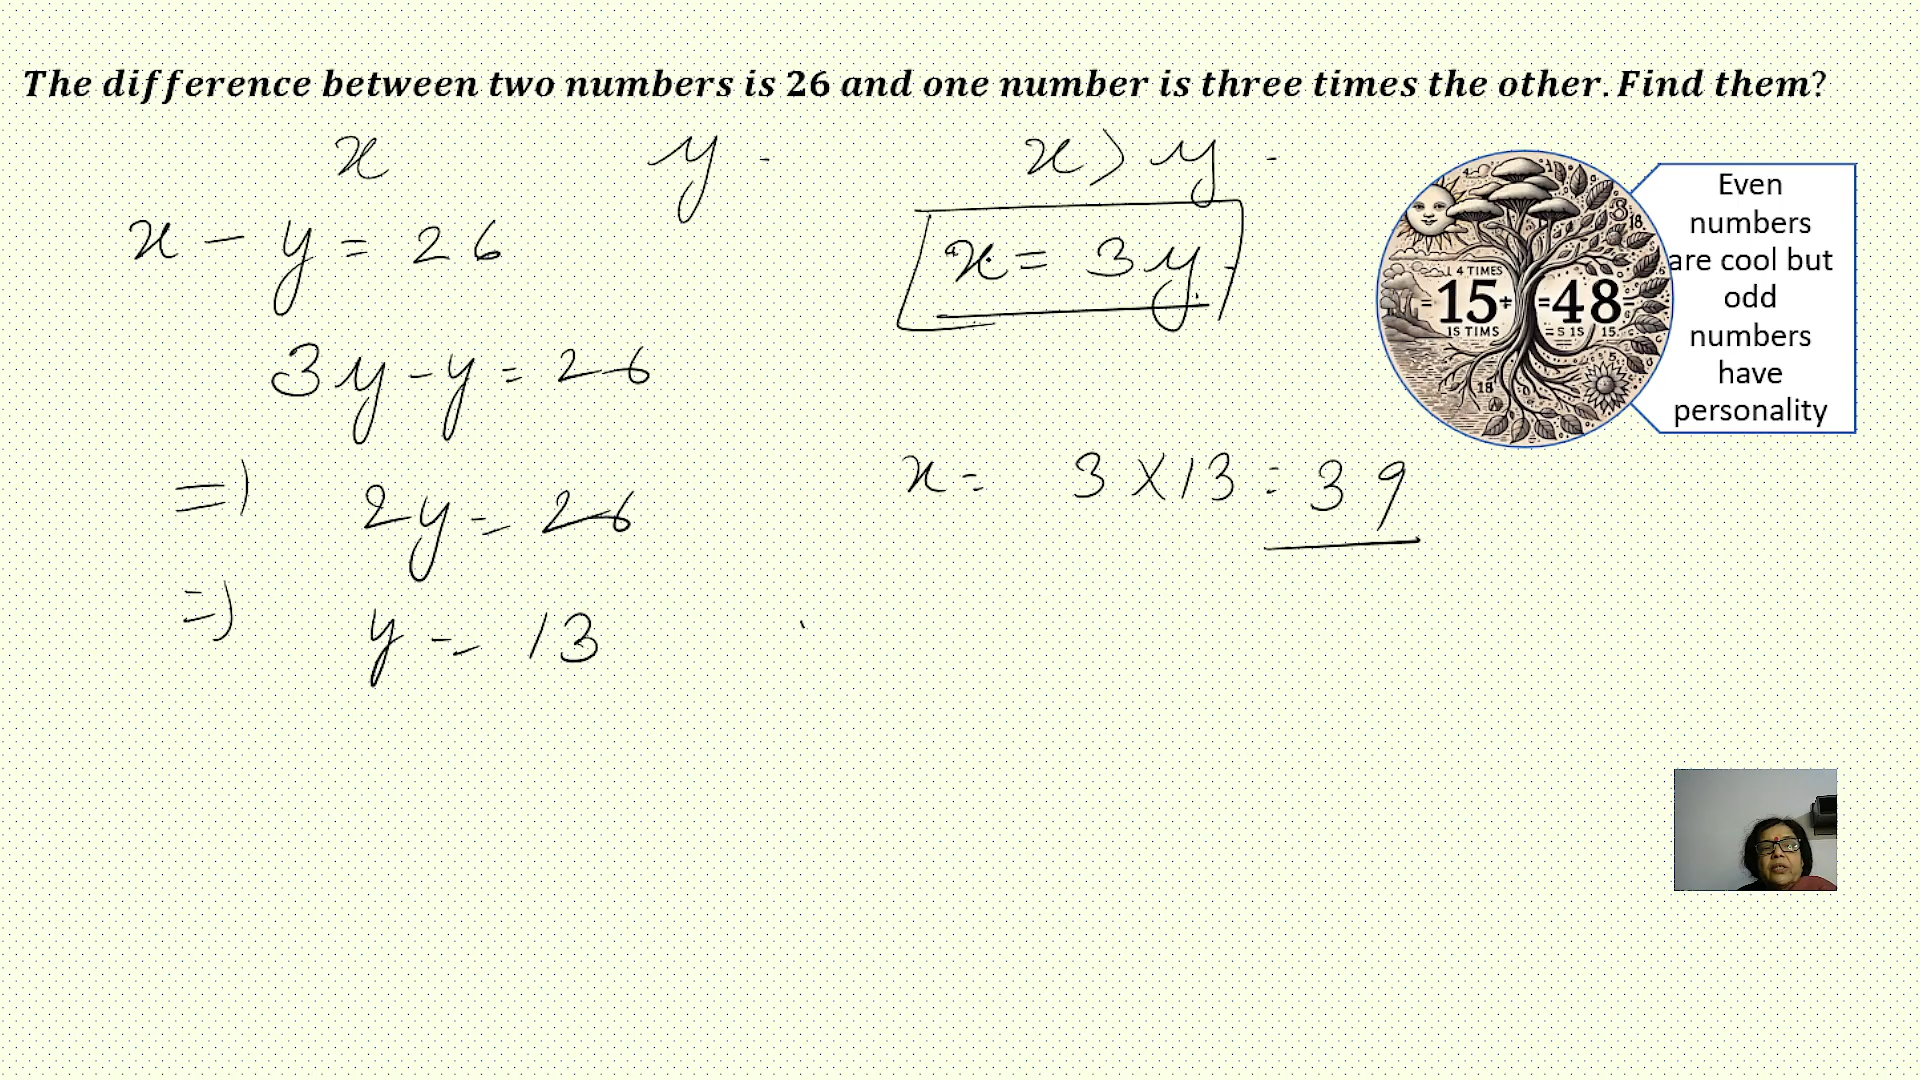 The difference between two numbers is 26 and one number is three times the other. Find them?
x y . x > y .
x - y = 26
x = 3y.
3y - y = 26
=) 2y = 26
=) y = 13
x = 3 X 13 = 39
4 TIMES
=15+ =48=
IS TIMS = S 1S 15
18
Even
numbers
are cool but
odd
numbers
have
personality